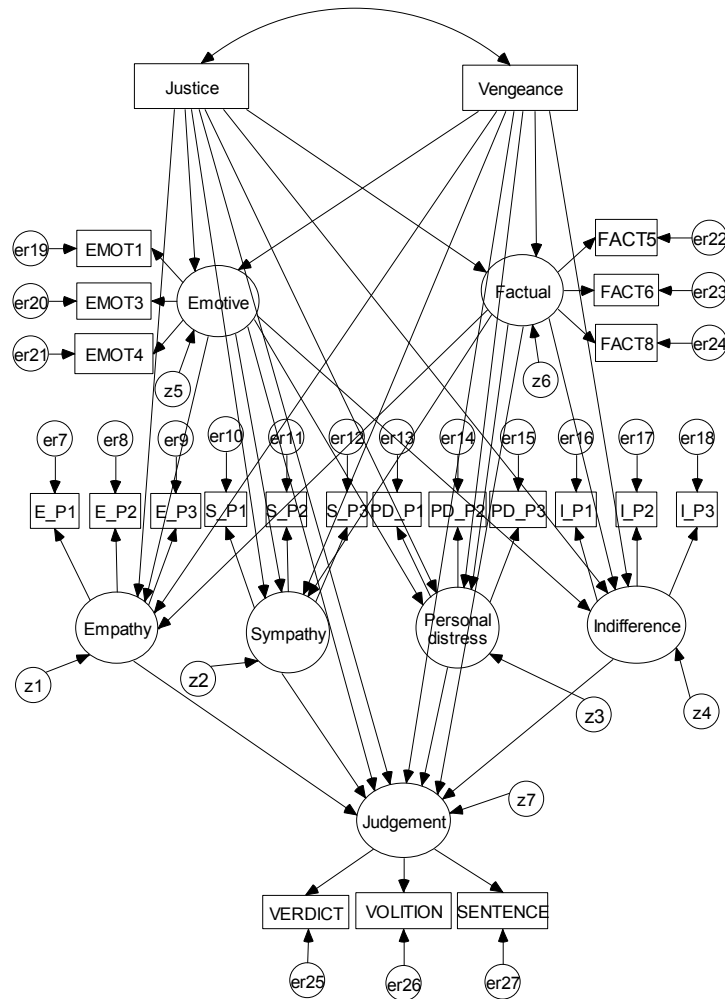 Justice
Vengeance
er19
EMOT1
FACT5
er22
er20
EMOT3
Emotive
Factual
FACT6
er23
er21
EMOT4
FACT8
er24
z5
z6
er7
er8
er9
er10
er11
er12
er13
er14
er15
er16
er17
er18
E_P1
E_P2
E_P3
S_P1
S_P2
S_P3
PD_P1
PD_P2
PD_P3
I_P1
I_P2
I_P3
Empathy
Sympathy
Personal
distress
Indifference
z1
z2
z3
z4
z7
Judgement
VERDICT
VOLITION
SENTENCE
er25
er26
er27